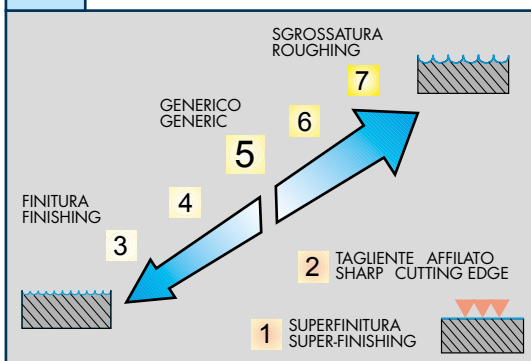 SGROSSATURA
ROUGHING
7
6
GENERICO
GENERIC
5
4
FINITURA
FINISHING
3
2 TAGLIENTE AFFILATO
SHARP CUTTING EDGE
1 SUPERFINITURA
SUPER-FINISHING